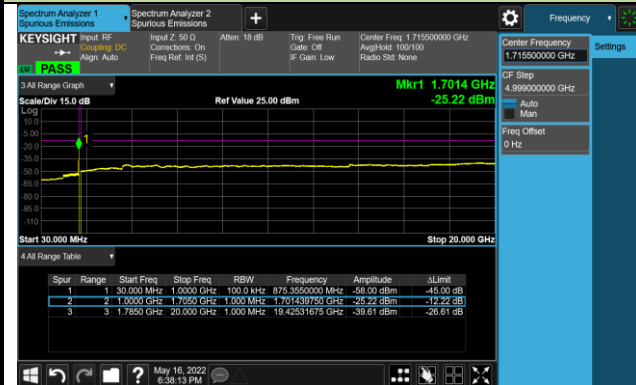 Spectrum Analyzer 1
Spurious Emissions
Spectrum Analyzer 2
Spurious Emissions
+
Frequency
KEYSIGHT
Input: RF
Coupling: DC
Align: Auto
Input Z: 50 Ω
Corrections: On
Freq Ref: Int (S)
Atten: 18 dB
Trig: Free Run
Gate: Off
IF Gain: Low
Center Freq: 1.715500000 GHz
Avg|Hold: 100/100
Radio Std: None
PASS
3 All Range Graph
Mkr1 1.7014 GHz
Scale/Div 15.0 dB
Ref Value 25.00 dBm
-25.22 dBm
Log
10.0
-5.00
-20.0
-35.0
-50.0
-65.0
-80.0
-95.0
-110
1
Start 30.000 MHz
Stop 20.000 GHz
4 All Range Table
Spur Range Start Freq Stop Freq RBW Frequency Amplitude ΔLimit
1 1 30.000 MHz 1.0000 GHz 100.0 kHz 875.3550000 MHz -58.00 dBm -45.00 dB
2 2 1.0000 GHz 1.7050 GHz 1.000 MHz 1.701439750 GHz -25.22 dBm -12.22 dB
3 3 1.7850 GHz 20.000 GHz 1.000 MHz 19.42531675 GHz -39.61 dBm -26.61 dB
May 16, 2022
6:38:13 PM
Center Frequency
1.715500000 GHz
Settings
CF Step
4.999000000 GHz
Auto
Man
Freq Offset
0 Hz